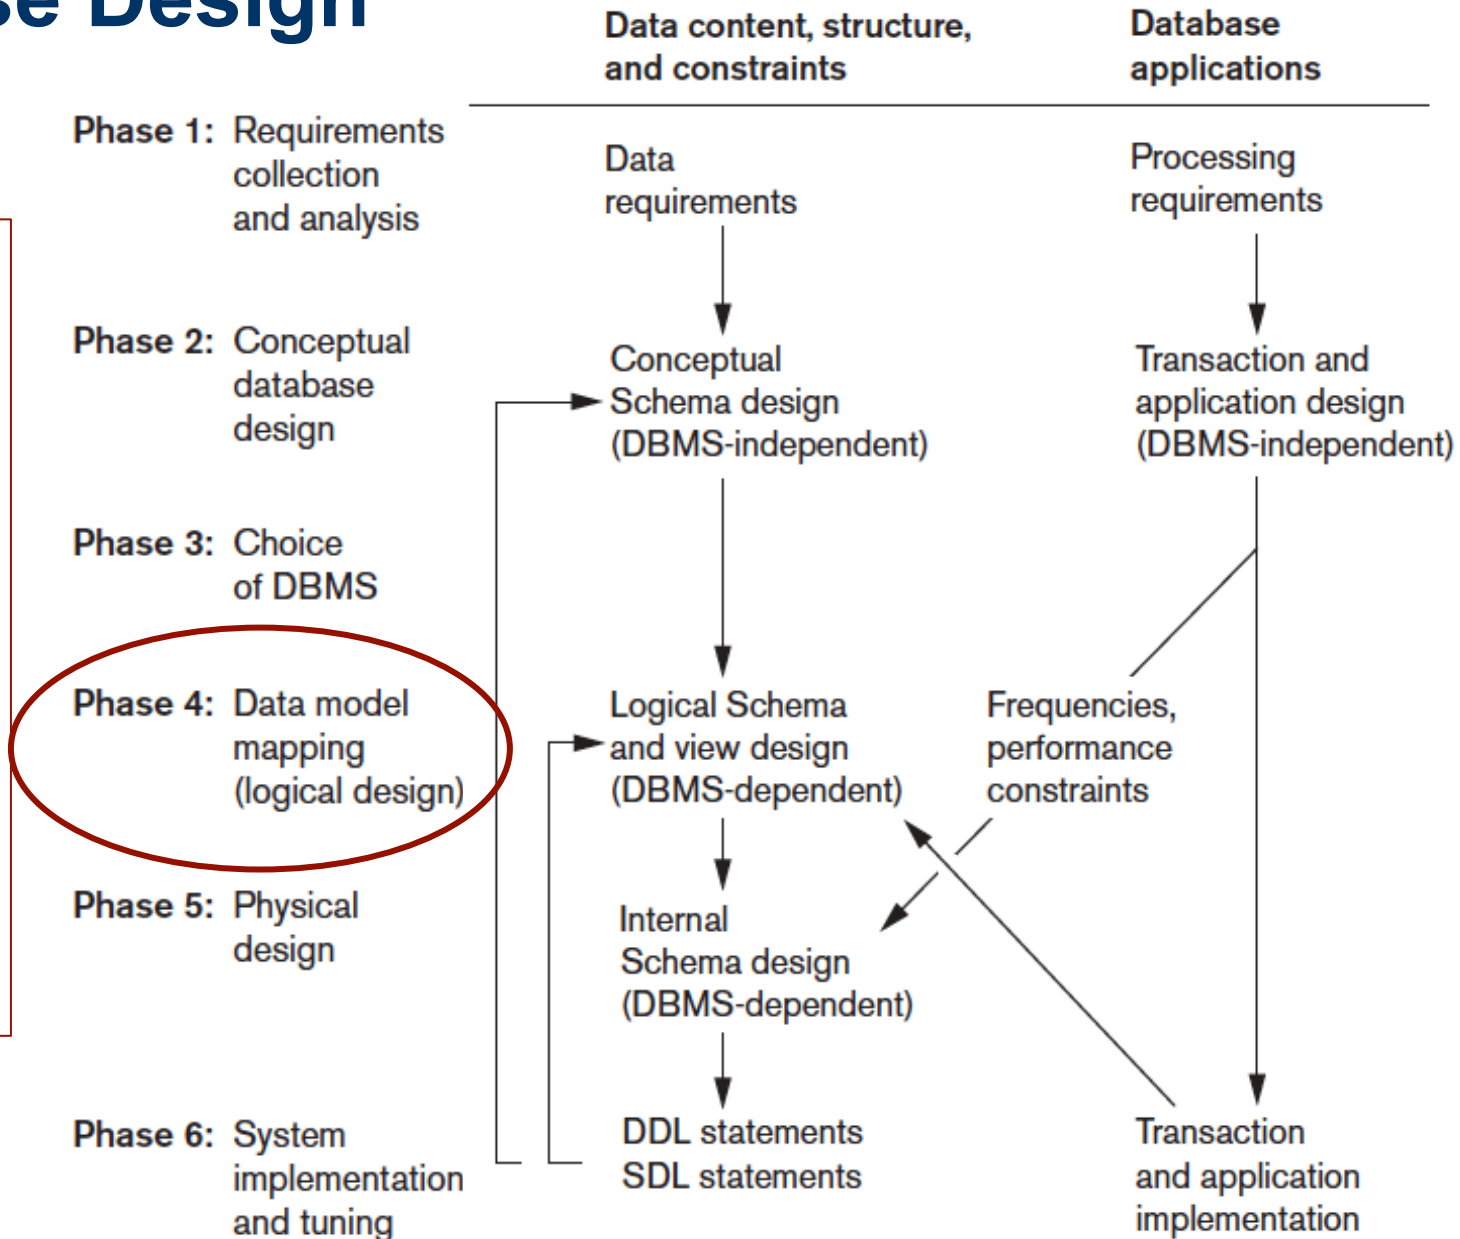 se Design
Data content, structure,
and constraints
Database
applications
Phase 1: Requirements
collection
and analysis
Data
requirements
Processing
requirements
Phase 2: Conceptual
database
design
Conceptual
Schema design
(DBMS-independent)
Transaction and
application design
(DBMS-independent)
Phase 3: Choice
of DBMS
Phase 4: Data model
mapping
(logical design)
Logical Schema
and view design
(DBMS-dependent)
Frequencies,
performance
constraints
Phase 5: Physical
design
Internal
Schema design
(DBMS-dependent)
Phase 6: System
implementation
and tuning
DDL statements
SDL statements
Transaction
and application
implementation